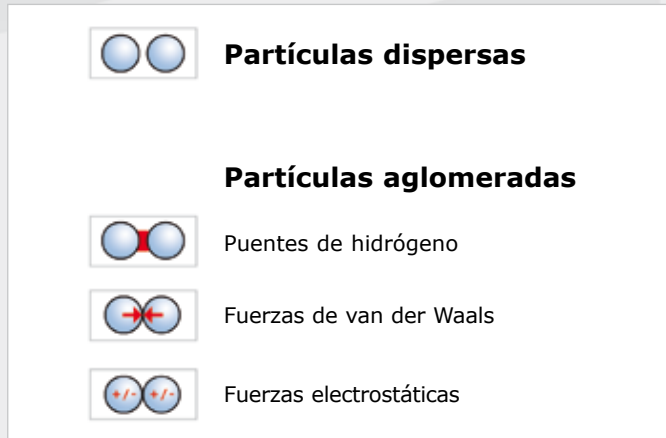 Partículas dispersas
Partículas aglomeradas
Puentes de hidrógeno
Fuerzas de van der Waals
+/- +/-
Fuerzas electrostáticas